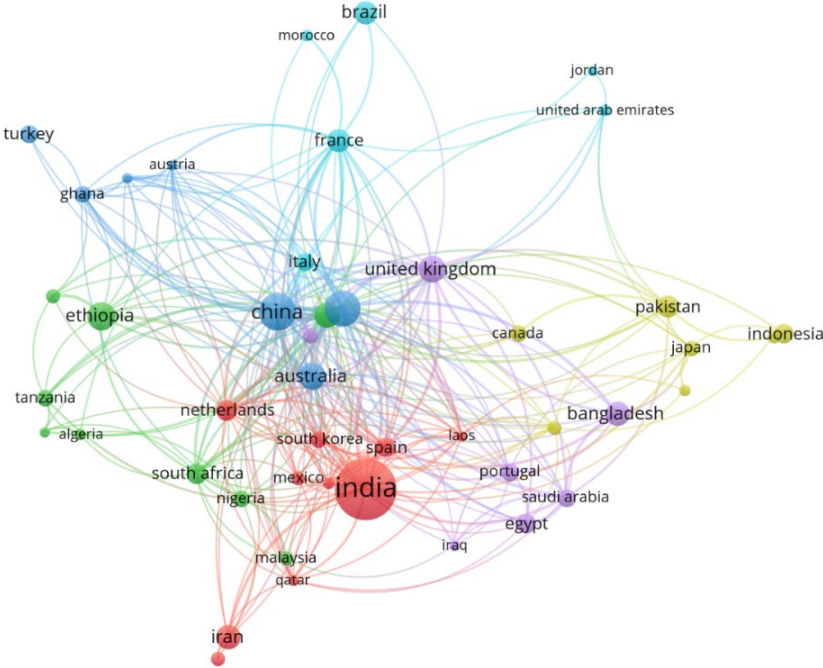 brazil
morocco
jordan
united arab emirates
turkey
france
austria
ghana
italy
united kingdom
ethiopia
china
pakistan
canada
indonesia
japan
australia
tanzania
netherlands
bangladesh
algeria
south korea
laos
spain
south africa
mexico
portugal
india
nigeria
saudi arabia
egypt
iraq
malaysia
qatar
iran